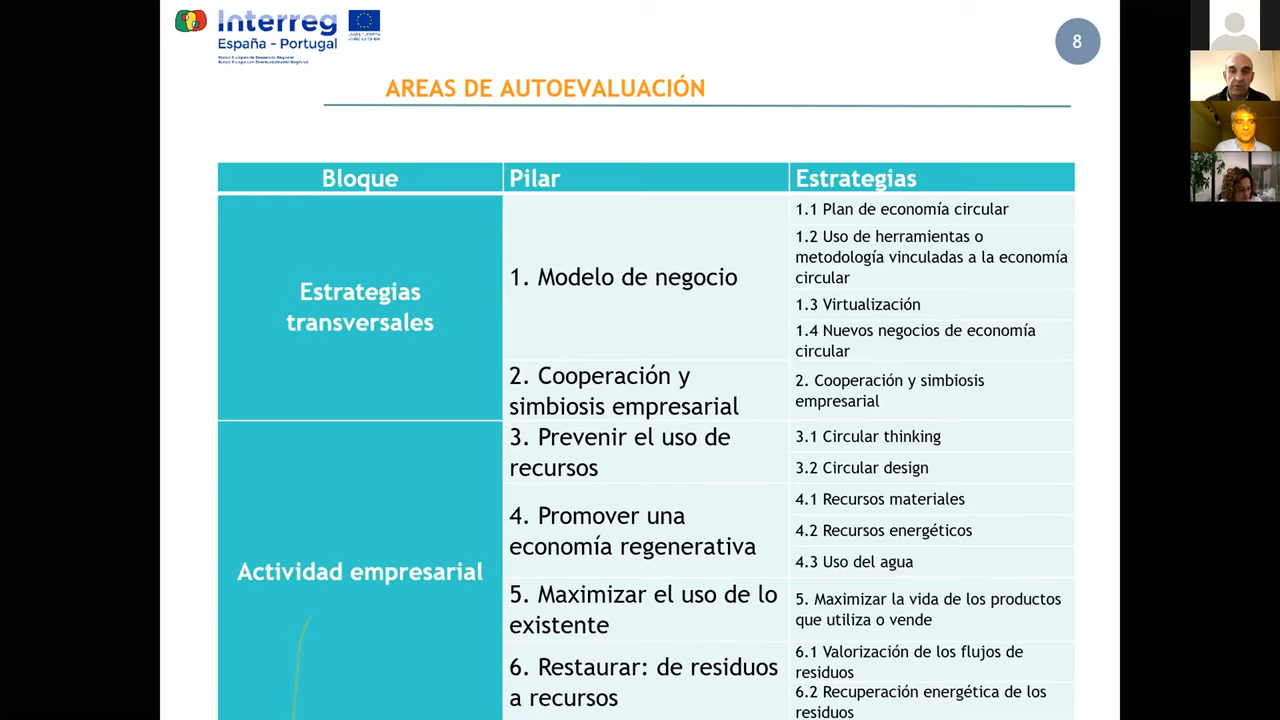 Interreg
España - Portugal
8
AREAS DE AUTOEVALUACIÓN
Bloque
Pilar
Estrategias
Estrategias
transversales
1. Modelo de negocio
1.1 Plan de economía circular
1.2 Uso de herramientas o
metodología vinculadas a la economía
circular
1.3 Virtualización
1.4 Nuevos negocios de economía
circular
2. Cooperación y
simbiosis empresarial
2. Cooperación y simbiosis
empresarial
Actividad empresarial
3. Prevenir el uso de
recursos
3.1 Circular thinking
3.2 Circular design
4. Promover una
economía regenerativa
4.1 Recursos materiales
4.2 Recursos energéticos
4.3 Uso del agua
5. Maximizar el uso de lo
existente
5. Maximizar la vida de los productos
que utiliza o vende
6. Restaurar: de residuos
a recursos
6.1 Valorización de los flujos de
residuos
6.2 Recuperación energética de los
residuos